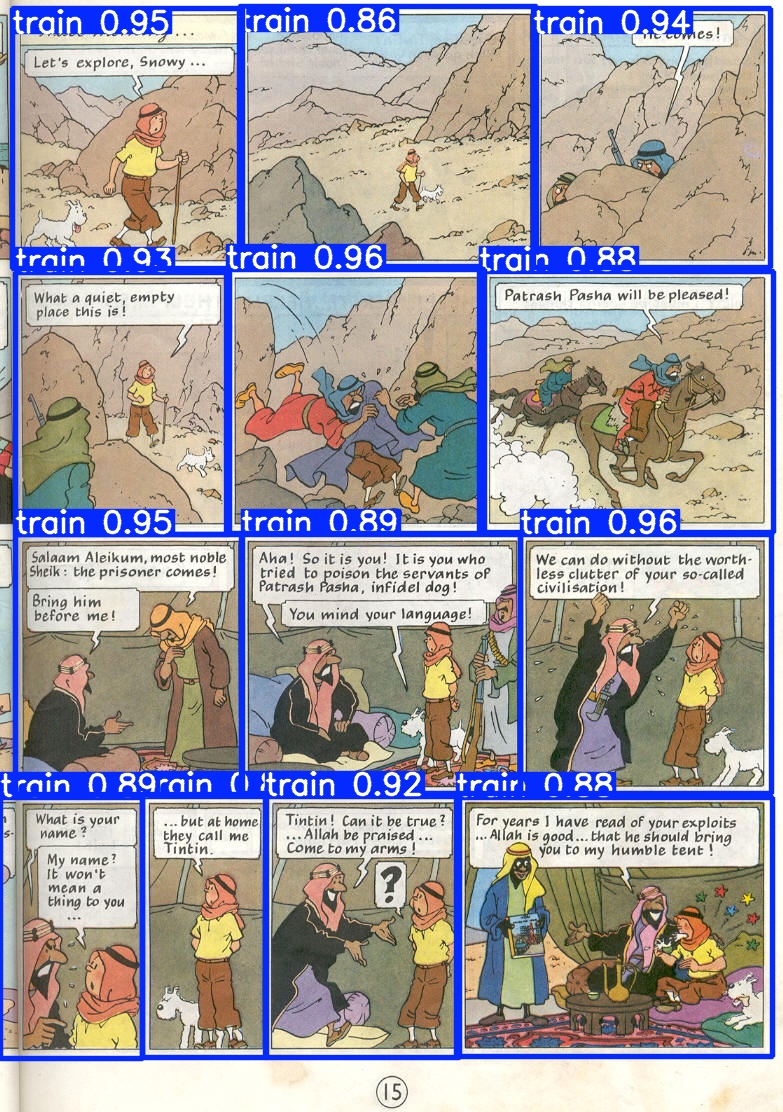 train 0.95
train 0.86
train 0.94
Let's explore, Snowy ...
comes!
train 0.93
train 0.96
train 0.88
What a quiet, empty
place this is!
Patrash Pasha will be pleased!
train 0.95
train 0.89
train 0.96
Salaam Aleikum, most noble
Sheik: the prisoner comes!
Bring him
before me!
Aha! So it is you! It is you who
tried to poison the servants of
Patrash Pasha, infidel dog!
You mind your language!
We can do without the worth-
less clutter of your so-called
civilisation!
train 0.89
train
train 0.92
train 0.88
What is your
name?
My name?
It won't
mean a
thing to you
...
...but at home
they call me
Tintin.
Tintin! Can it be true?
...Allah be praised...
Come to my arms!
?
For years I have read of your exploits
...Allah is good...that he should bring
you to my humble tent!
15